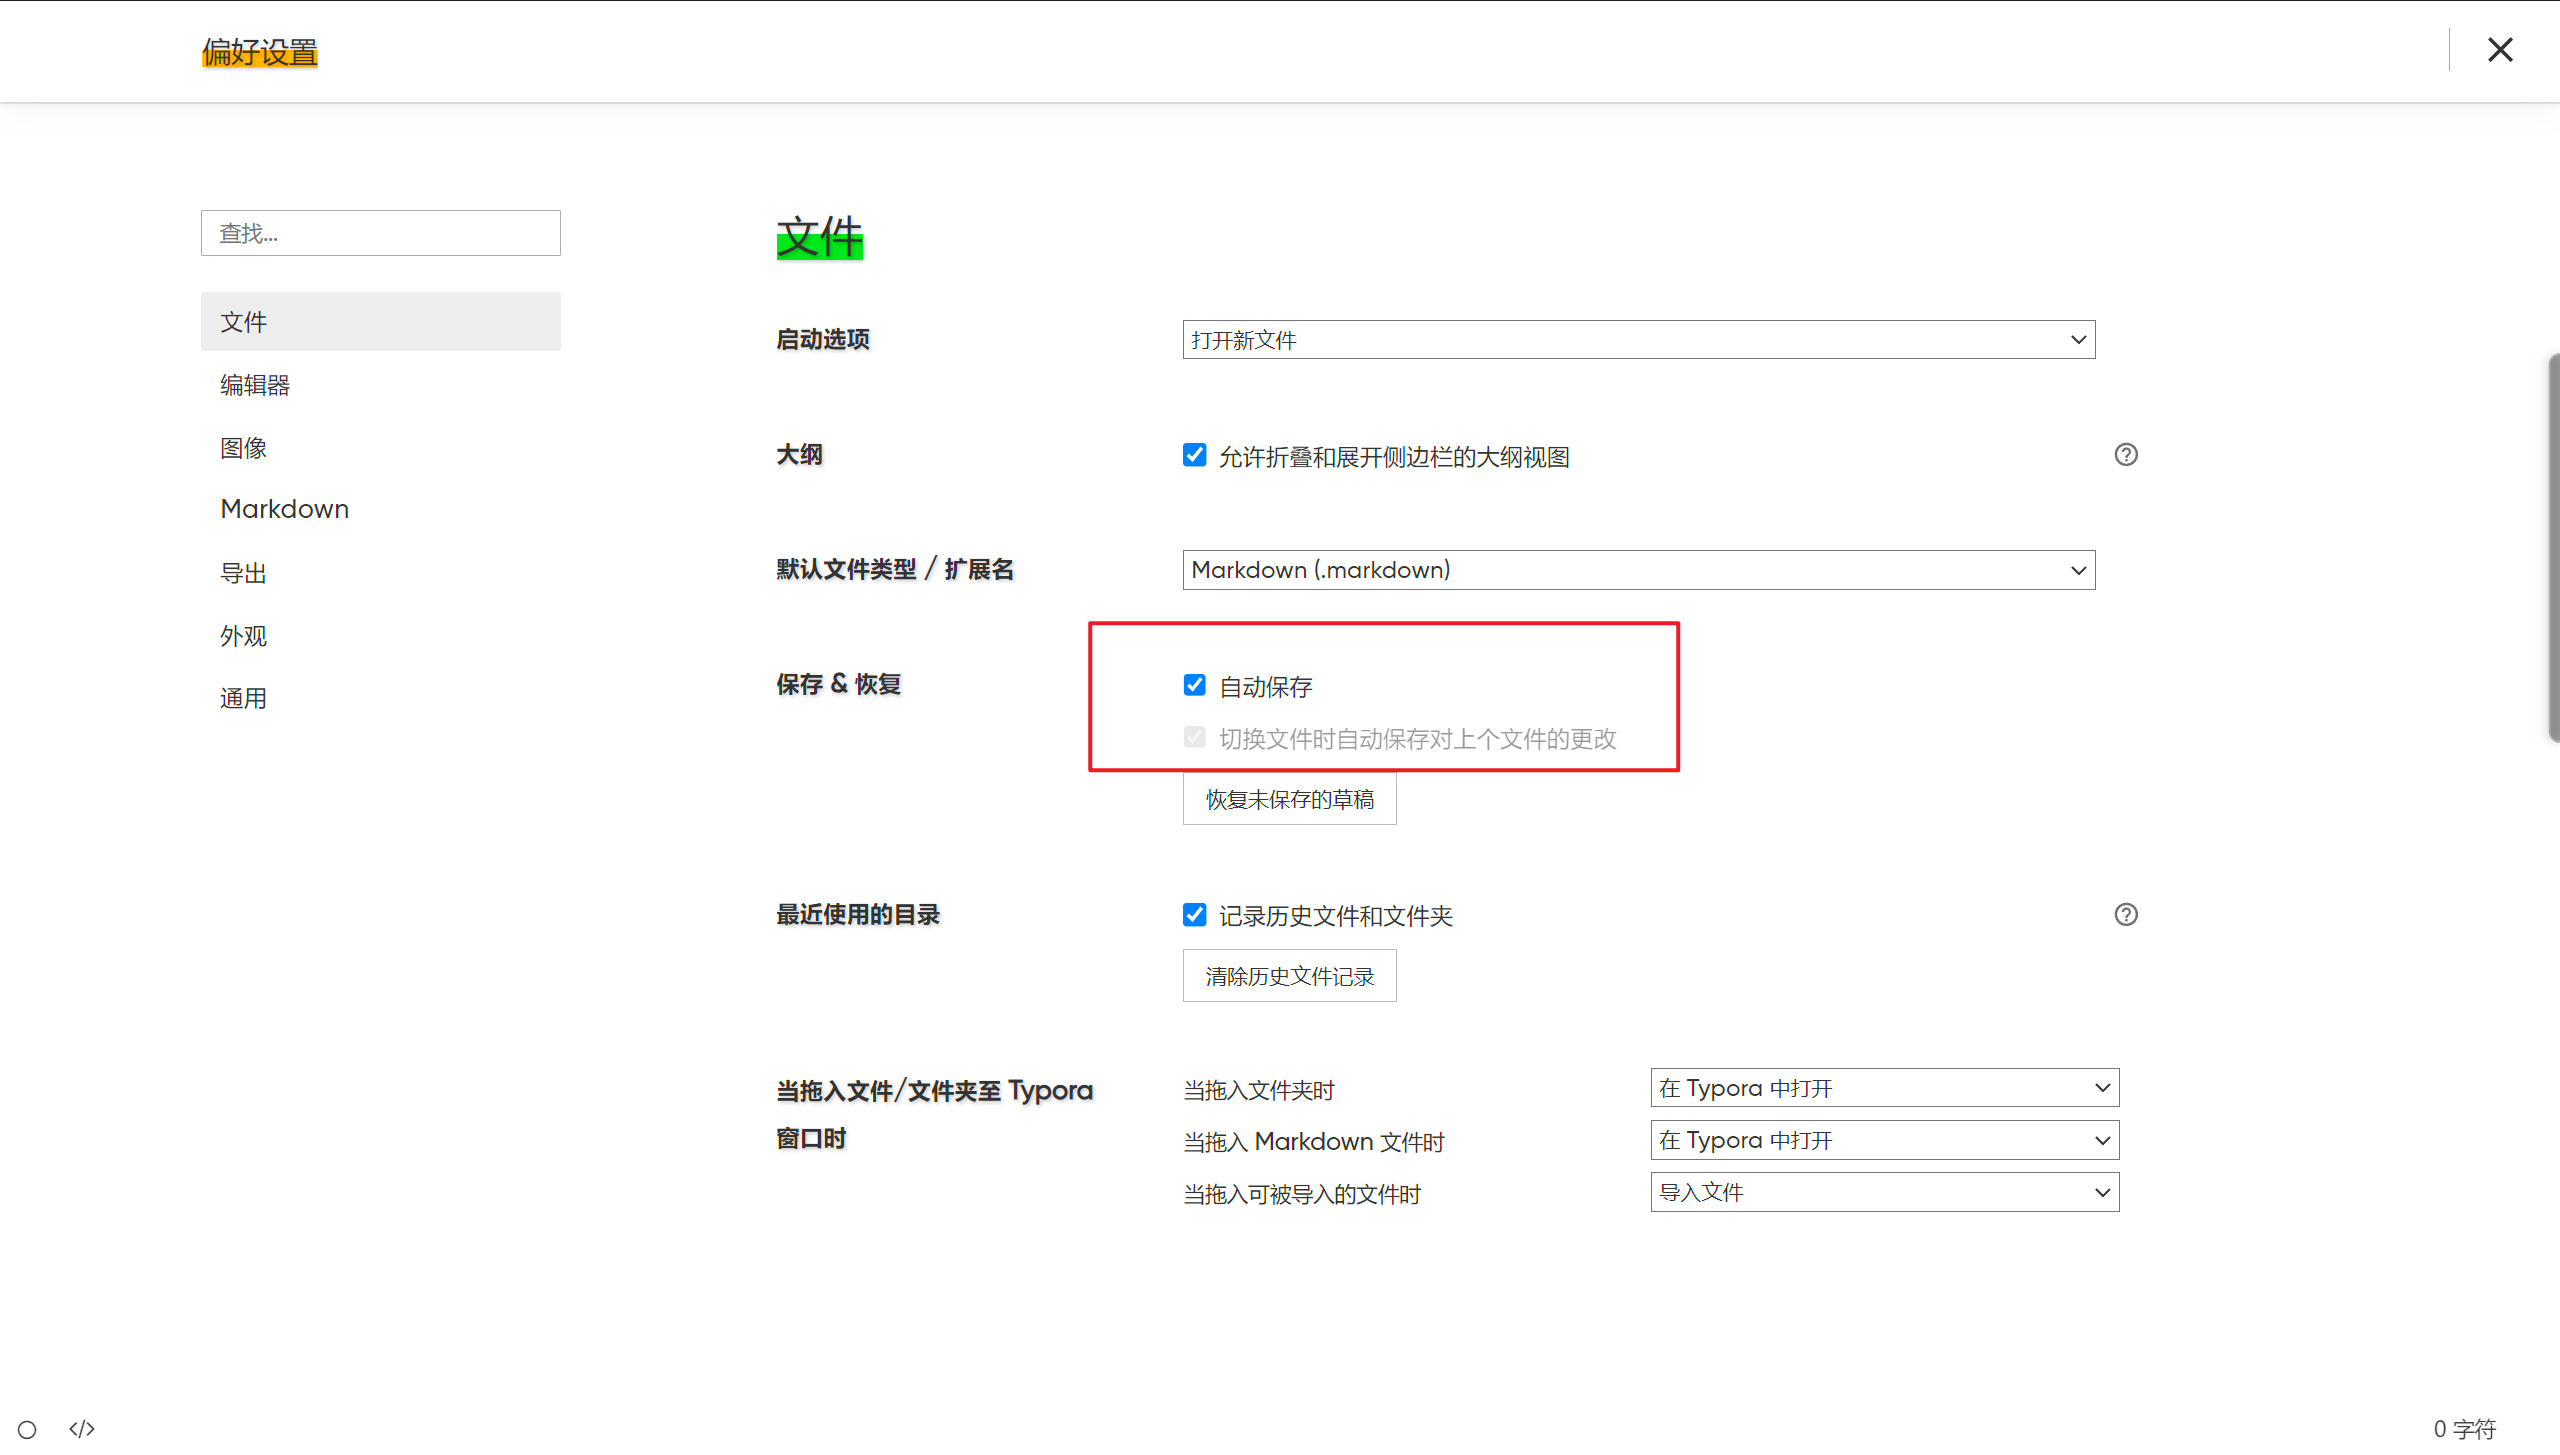 偏好设置
查找...
文件
编辑器
图像
Markdown
导出
外观
通用
文件
启动选项
打开新文件
大纲
允许折叠和展开侧边栏的大纲视图
默认文件类型 / 扩展名
Markdown (.markdown)
保存 & 恢复
自动保存
切换文件时自动保存对上个文件的更改
恢复未保存的草稿
最近使用的目录
记录历史文件和文件夹
清除历史文件记录
当拖入文件/文件夹至 Typora
窗口时
当拖入文件夹时
在 Typora 中打开
当拖入 Markdown 文件时
在 Typora 中打开
当拖入可被导入的文件时
导入文件
0 字符